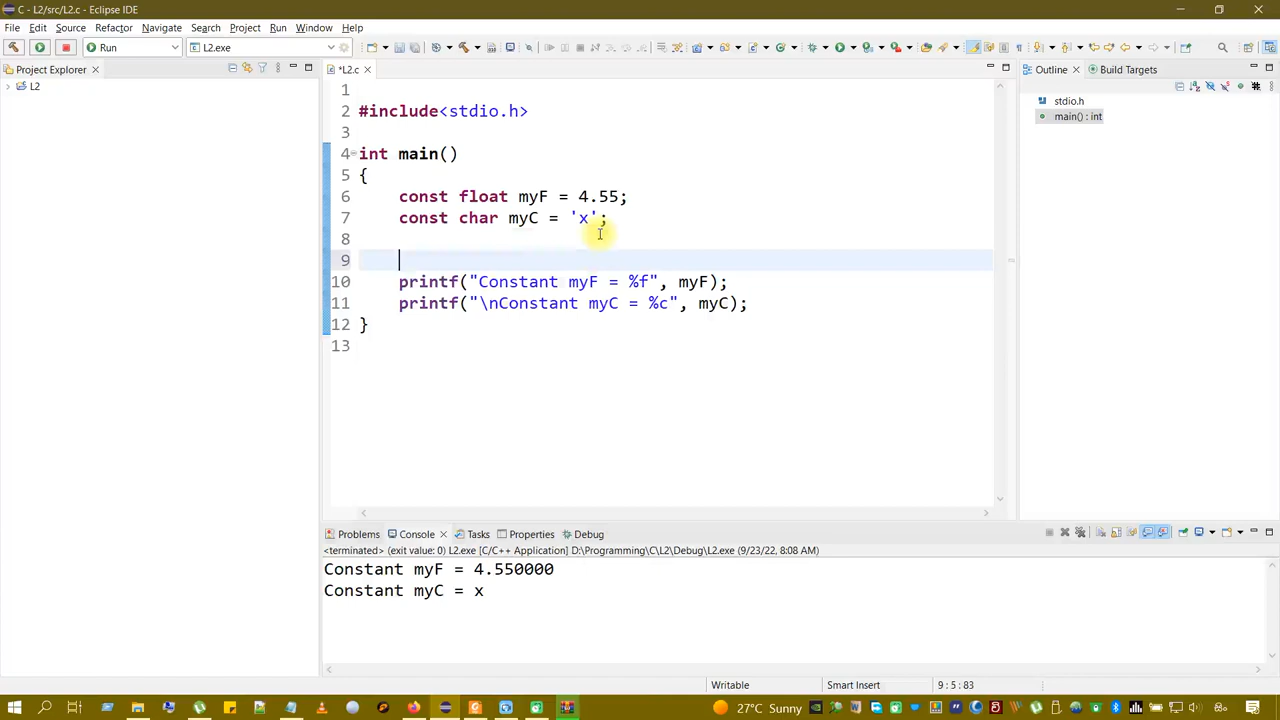 C - L2/src/L2.c - Eclipse IDE
File Edit Source Refactor Navigate Search Project Run Window Help
Run
L2.exe
Project Explorer
*L2.c
Outline
Build Targets
L2
stdio.h
main() : int
1
2 #include<stdio.h>
3
4 int main()
5 {
6 const float myF = 4.55;
7 const char myC = 'x';
8
9
10 printf("Constant myF = %f", myF);
11 printf("\nConstant myC = %c", myC);
12 }
13
Problems Console Tasks Properties Debug
<terminated> (exit value: 0) L2.exe [C/C++ Application] D:\Programming\C\L2\Debug\L2.exe (9/23/22, 8:08 AM)
Constant myF = 4.550000
Constant myC = x
Writable
Smart Insert
9 : 5 : 83
27°C Sunny